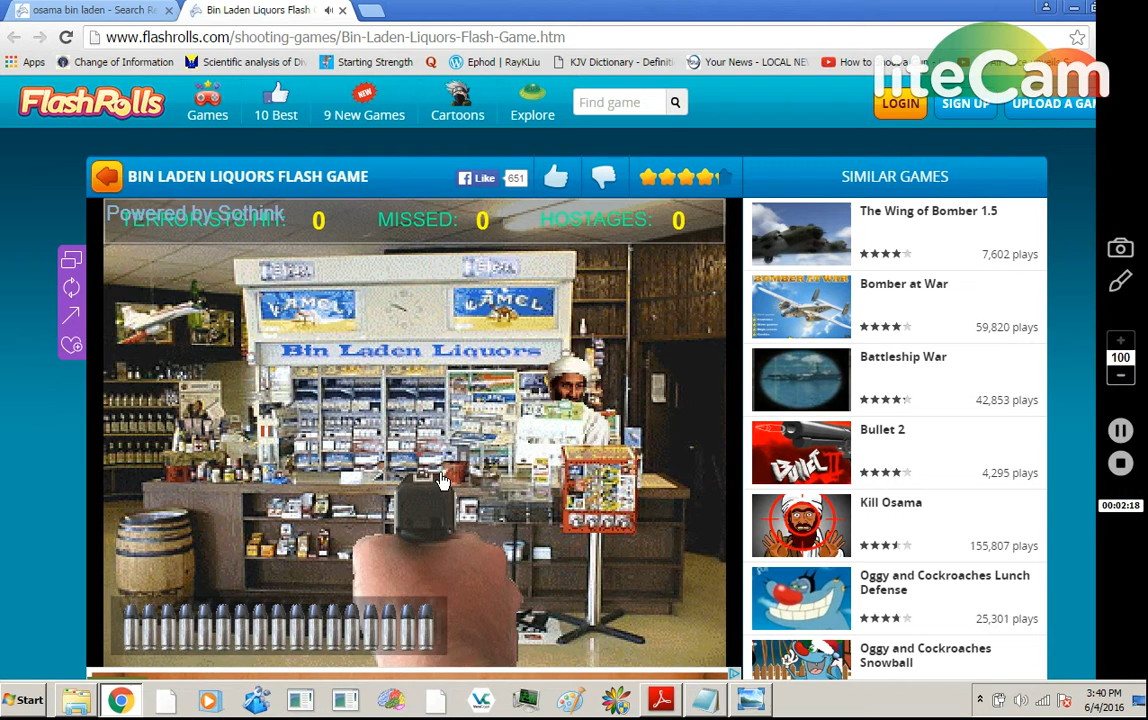 osama bin laden - Search R
Bin Laden Liquors Flash
www.flashrolls.com/shooting-games/Bin-Laden-Liquors-Flash-Game.htm
Apps
Change of Information
Scientific analysis of Div
Starting Strength
Ephod | RayKLiu
KJV Dictionary - Definiti
Your News - LOCAL NE
How to
liteCam
FLASHROLLS
Games
10 Best
NEW
9 New Games
Cartoons
Explore
Find game
LOGIN
SIGN UP
UPLOAD A GAM
BIN LADEN LIQUORS FLASH GAME
Like
651
SIMILAR GAMES
Powered by Sothink
TERRORISTS HIT: 0
MISSED: 0
HOSTAGES: 0
Bin Laden Liquors
The Wing of Bomber 1.5
7,602 plays
BOMBER AT WAR
Bomber at War
59,820 plays
Battleship War
42,853 plays
BULLET II
Bullet 2
4,295 plays
Kill Osama
155,807 plays
Oggy and Cockroaches Lunch
Defense
25,301 plays
Oggy and Cockroaches
Snowball
100
00:02:18
Start
3:40 PM
6/4/2016